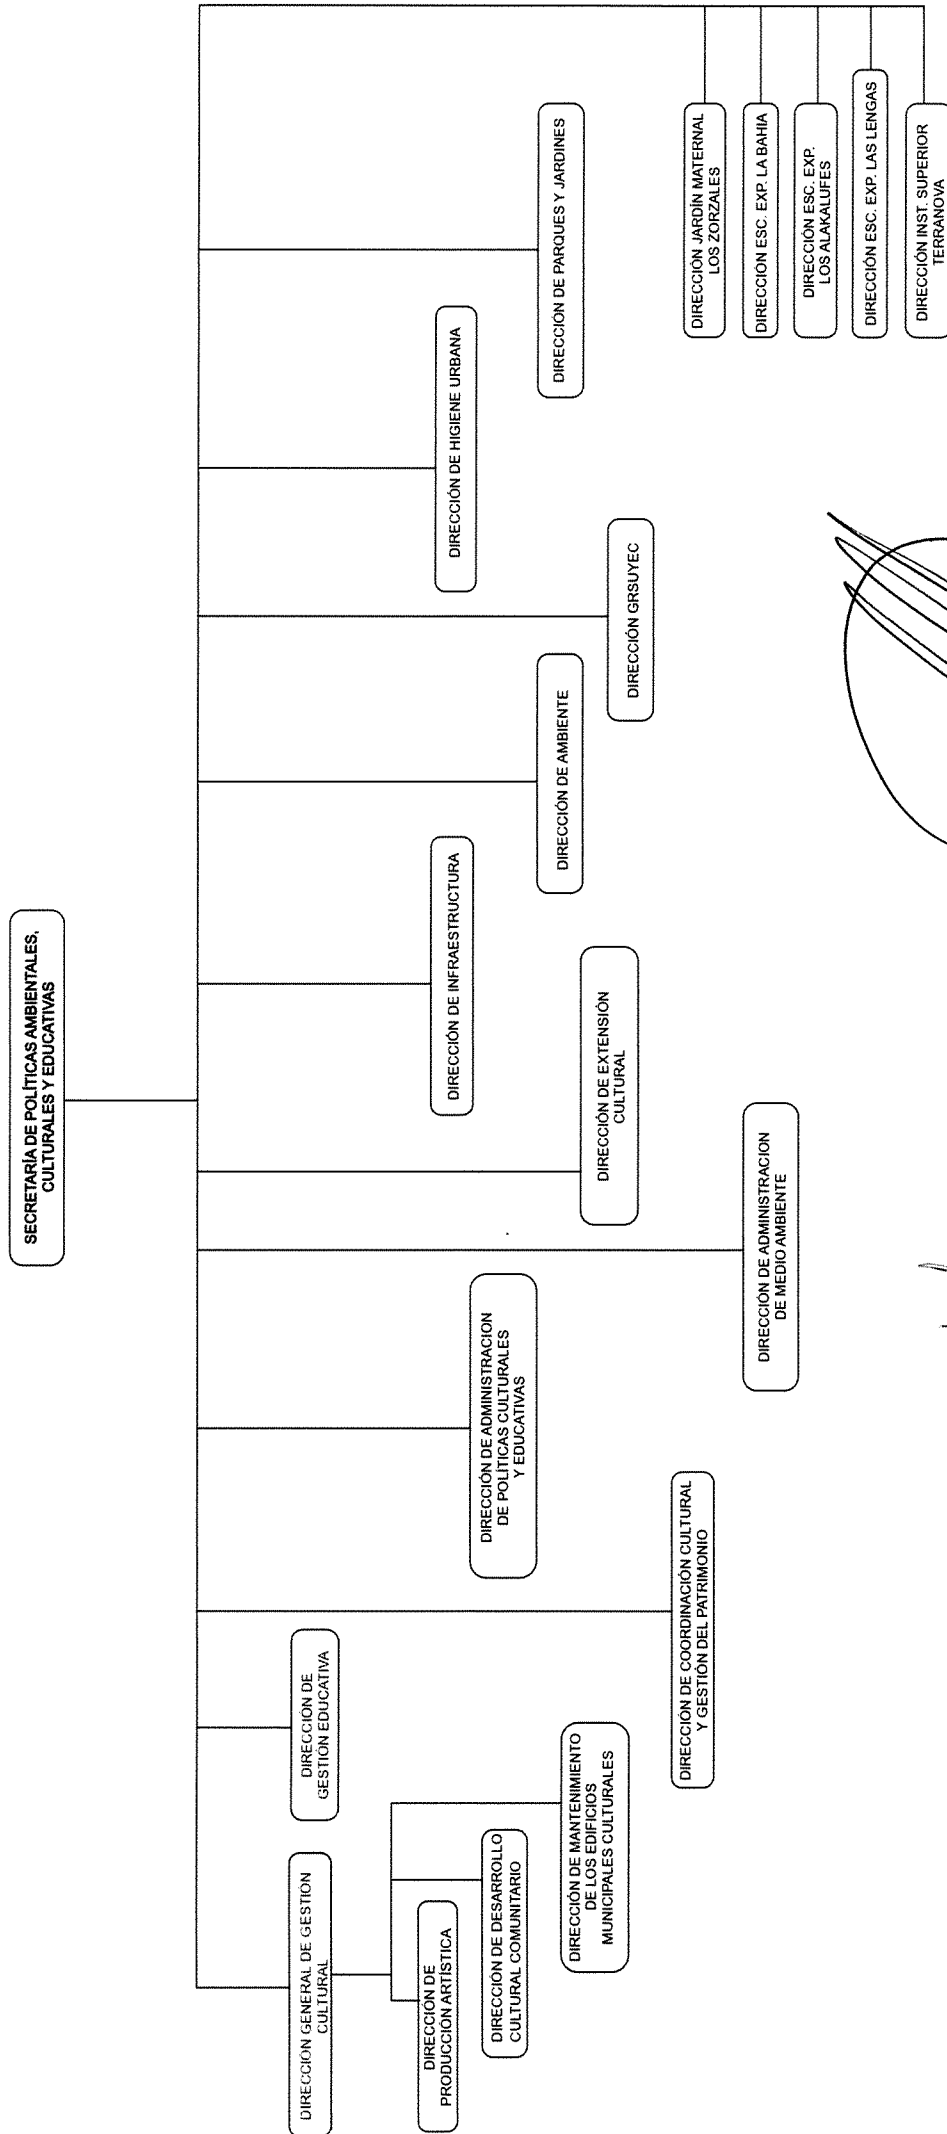 SECRETARÍA DE POLÍTICAS AMBIENTALES,
CULTURALES Y EDUCATIVAS
DIRECCIÓN GENERAL DE GESTIÓN
CULTURAL
DIRECCIÓN DE
GESTIÓN EDUCATIVA
DIRECCIÓN DE
PRODUCCIÓN ARTÍSTICA
DIRECCIÓN DE DESARROLLO
CULTURAL COMUNITARIO
DIRECCIÓN DE MANTENIMIENTO
DE LOS EDIFICIOS
MUNICIPALES CULTURALES
DIRECCIÓN DE COORDINACIÓN CULTURAL
Y GESTIÓN DEL PATRIMONIO
DIRECCIÓN DE ADMINISTRACION
DE POLÍTICAS CULTURALES
Y EDUCATIVAS
DIRECCIÓN DE ADMINISTRACION
DE MEDIO AMBIENTE
DIRECCIÓN DE EXTENSIÓN
CULTURAL
DIRECCIÓN DE INFRAESTRUCTURA
DIRECCIÓN DE AMBIENTE
DIRECCIÓN GRSUYEC
DIRECCIÓN DE HIGIENE URBANA
DIRECCIÓN DE PARQUES Y JARDINES
DIRECCIÓN JARDÍN MATERNAL
LOS ZORZALES
DIRECCIÓN ESC. EXP. LA BAHIA
DIRECCIÓN ESC. EXP.
LOS ALAKALUFES
DIRECCIÓN ESC. EXP. LAS LENGAS
DIRECCIÓN INST. SUPERIOR
TERRANOVA